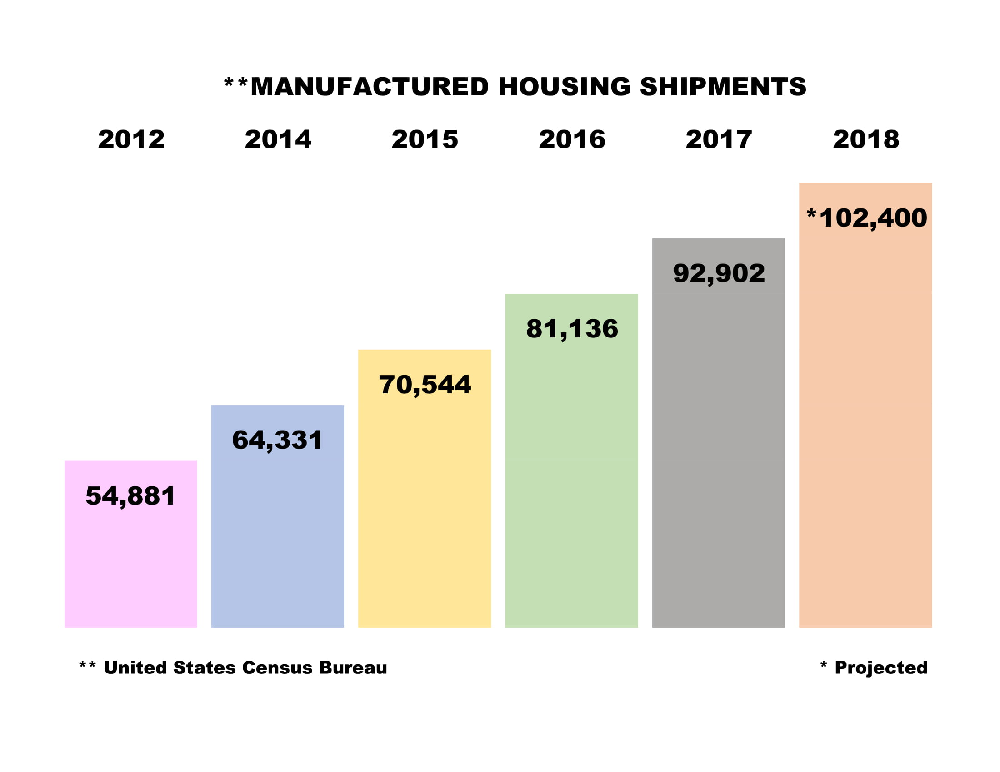 **MANUFACTURED HOUSING SHIPMENTS
2012 2014 2015 2016 2017 2018
*102,400
92,902
81,136
70,544
64,331
54,881
** United States Census Bureau * Projected